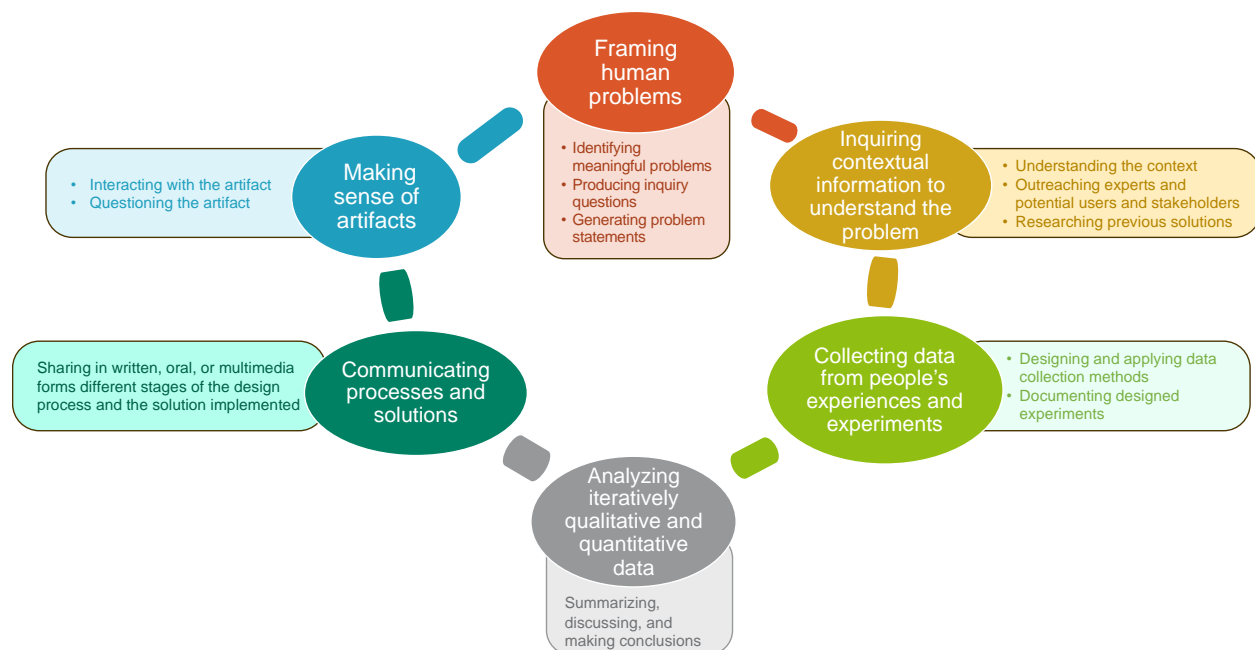 Framing
human
problems
• Identifying
meaningful problems
• Producing inquiry
questions
• Generating problem
statements
Inquiring
contextual
information to
understand the
problem
• Understanding the context
• Outreaching experts and
potential users and stakeholders
• Researching previous solutions
Collecting data
from people's
experiences and
experiments
• Designing and applying data
collection methods
• Documenting designed
experiments
Analyzing
iteratively
qualitative and
quantitative
data
Summarizing,
discussing, and
making conclusions
Communicating
processes and
solutions
Sharing in written, oral, or multimedia
forms different stages of the design
process and the solution implemented
Making
sense of
artifacts
• Interacting with the artifact
• Questioning the artifact